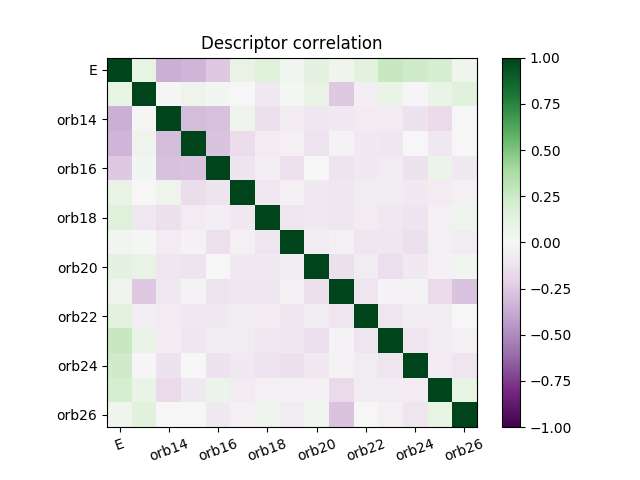 Descriptor correlation
E
orb14
orb16
orb18
orb20
orb22
orb24
orb26
E
orb14
orb16
orb18
orb20
orb22
orb24
orb26
1.00
0.75
0.50
0.25
0.00
−0.25
−0.50
−0.75
−1.00